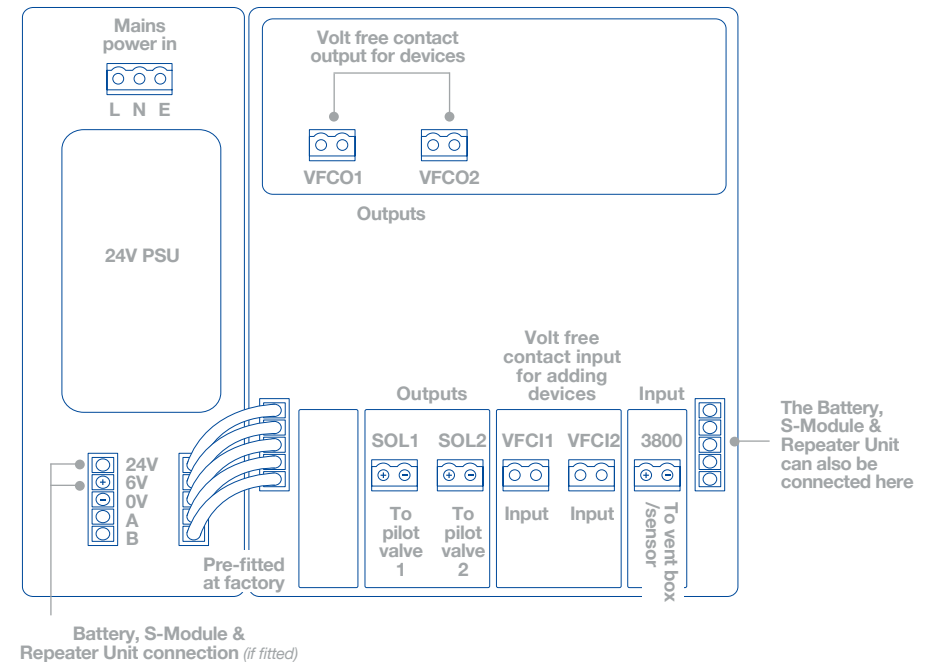 Mains
power in
L N E
24V PSU
Volt free contact
output for devices
VFCO1
VFCO2
Outputs
Volt free
contact input
for adding
devices
Outputs
Input
SOL1
SOL2
VFCI1
VFCI2
3800
To
pilot
valve
1
To
pilot
valve
2
Input
Input
To vent box
/sensor
24V
6V
0V
A
B
Pre-fitted
at factory
The Battery,
S-Module &
Repeater Unit
can also be
connected here
Battery, S-Module &
Repeater Unit connection (if fitted)